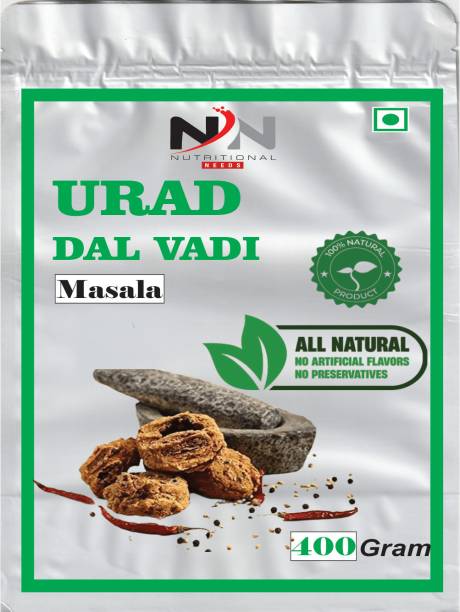 NN
NUTRITIONAL
NEEDS
URAD
DAL VADI
Masala
100% NATURAL
PRODUCT
ALL NATURAL
NO ARTIFICIAL FLAVORS
NO PRESERVATIVES
400 Gram